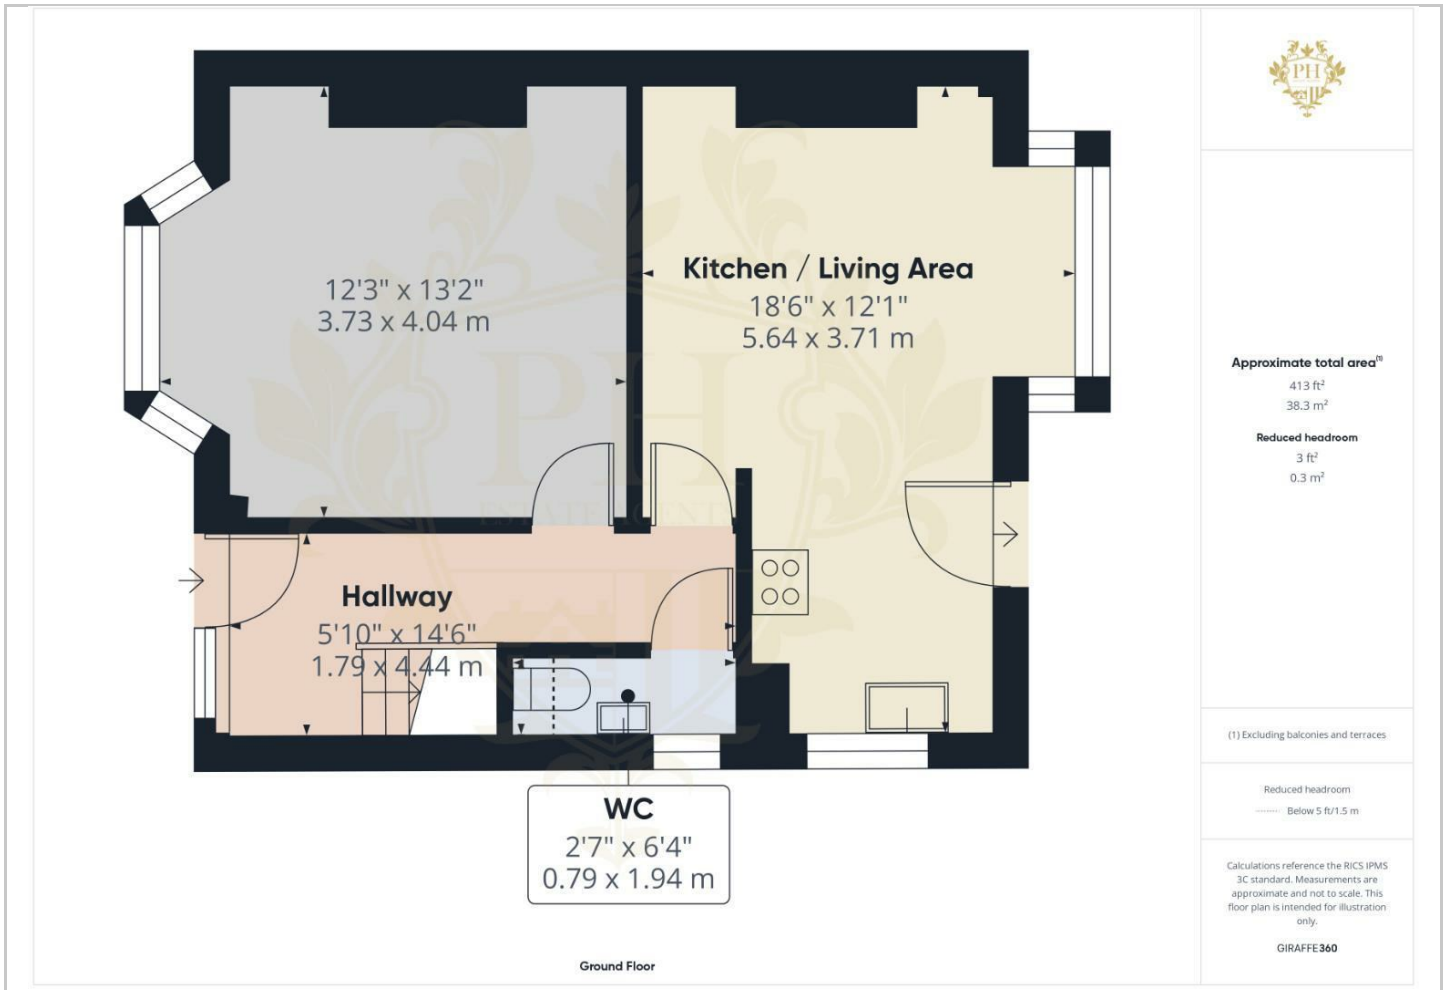 PH
12'3" x 13'2"
3.73 x 4.04 m
Kitchen / Living Area
18'6" x 12'1"
5.64 x 3.71 m
Hallway
5'10" x 14'6"
1.79 x 4.44 m
WC
2'7" x 6'4"
0.79 x 1.94 m
Ground Floor
PH
ESTATE AGENTS
Approximate total area(1)
413 ft²
38.3 m²
Reduced headroom
3 ft²
0.3 m²
(1) Excluding balconies and terraces
Reduced headroom
Below 5 ft/1.5 m
Calculations reference the RICS IPMS
3C standard. Measurements are
approximate and not to scale. This
floor plan is intended for illustration
only.
GIRAFFE360